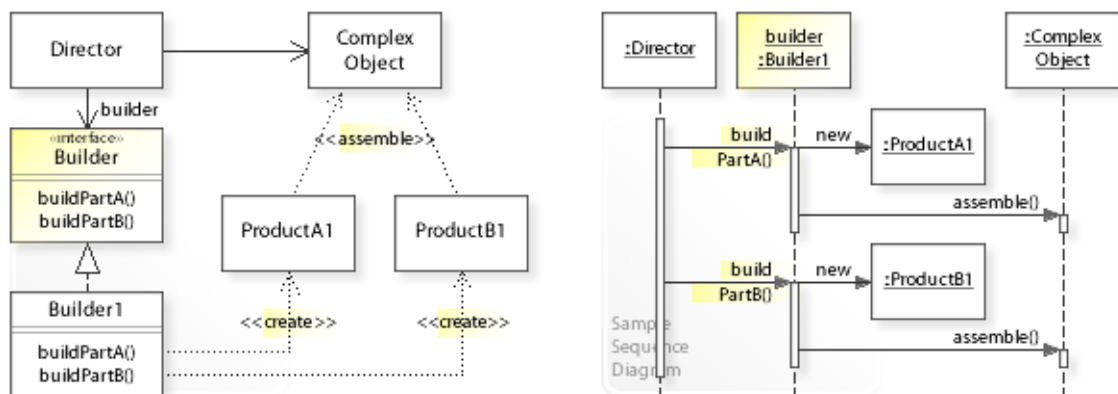 Director
Complex
Object
builder
«interface»
Builder
buildPartA()
buildPartB()
<<assemble>>
ProductA1
ProductB1
Builder1
buildPartA()
buildPartB()
<<create>>
<<create>>
:Director
builder
:Builder1
:Complex
Object
build
PartA()
new
:ProductA1
assemble()
build
PartB()
new
:ProductB1
assemble()
Sample
Sequence
Diagram